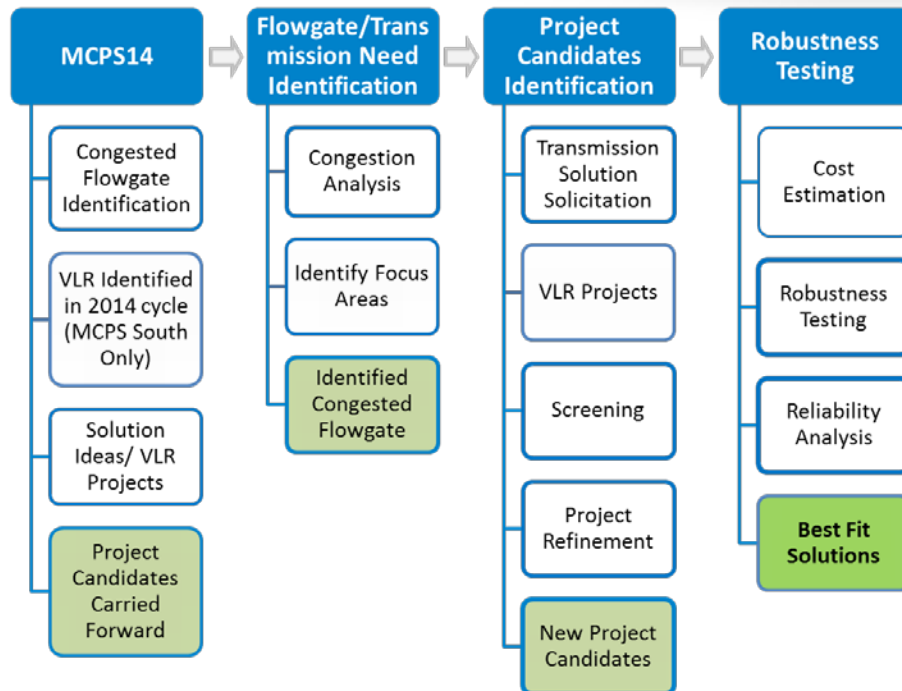 MCPS14
Congested
Flowgate
Identification
VLR Identified
in 2014 cycle
(MCPS South
Only)
Solution
Ideas/ VLR
Projects
Project
Candidates
Carried
Forward
Flowgate/Trans
mission Need
Identification
Congestion
Analysis
Identify Focus
Areas
Identified
Congested
Flowgate
Project
Candidates
Identification
Transmission
Solution
Solicitation
VLR Projects
Screening
Project
Refinement
New Project
Candidates
Robustness
Testing
Cost
Estimation
Robustness
Testing
Reliability
Analysis
Best Fit
Solutions